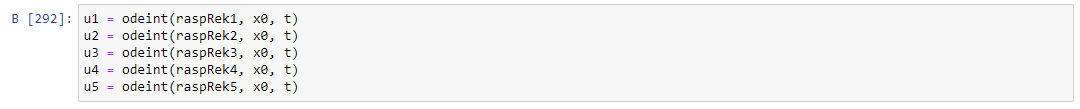 В [292]: u1 = odeint(raspRek1, x0, t)
u2 = odeint(raspRek2, x0, t)
u3 = odeint(raspRek3, x0, t)
u4 = odeint(raspRek4, x0, t)
u5 = odeint(raspRek5, x0, t)